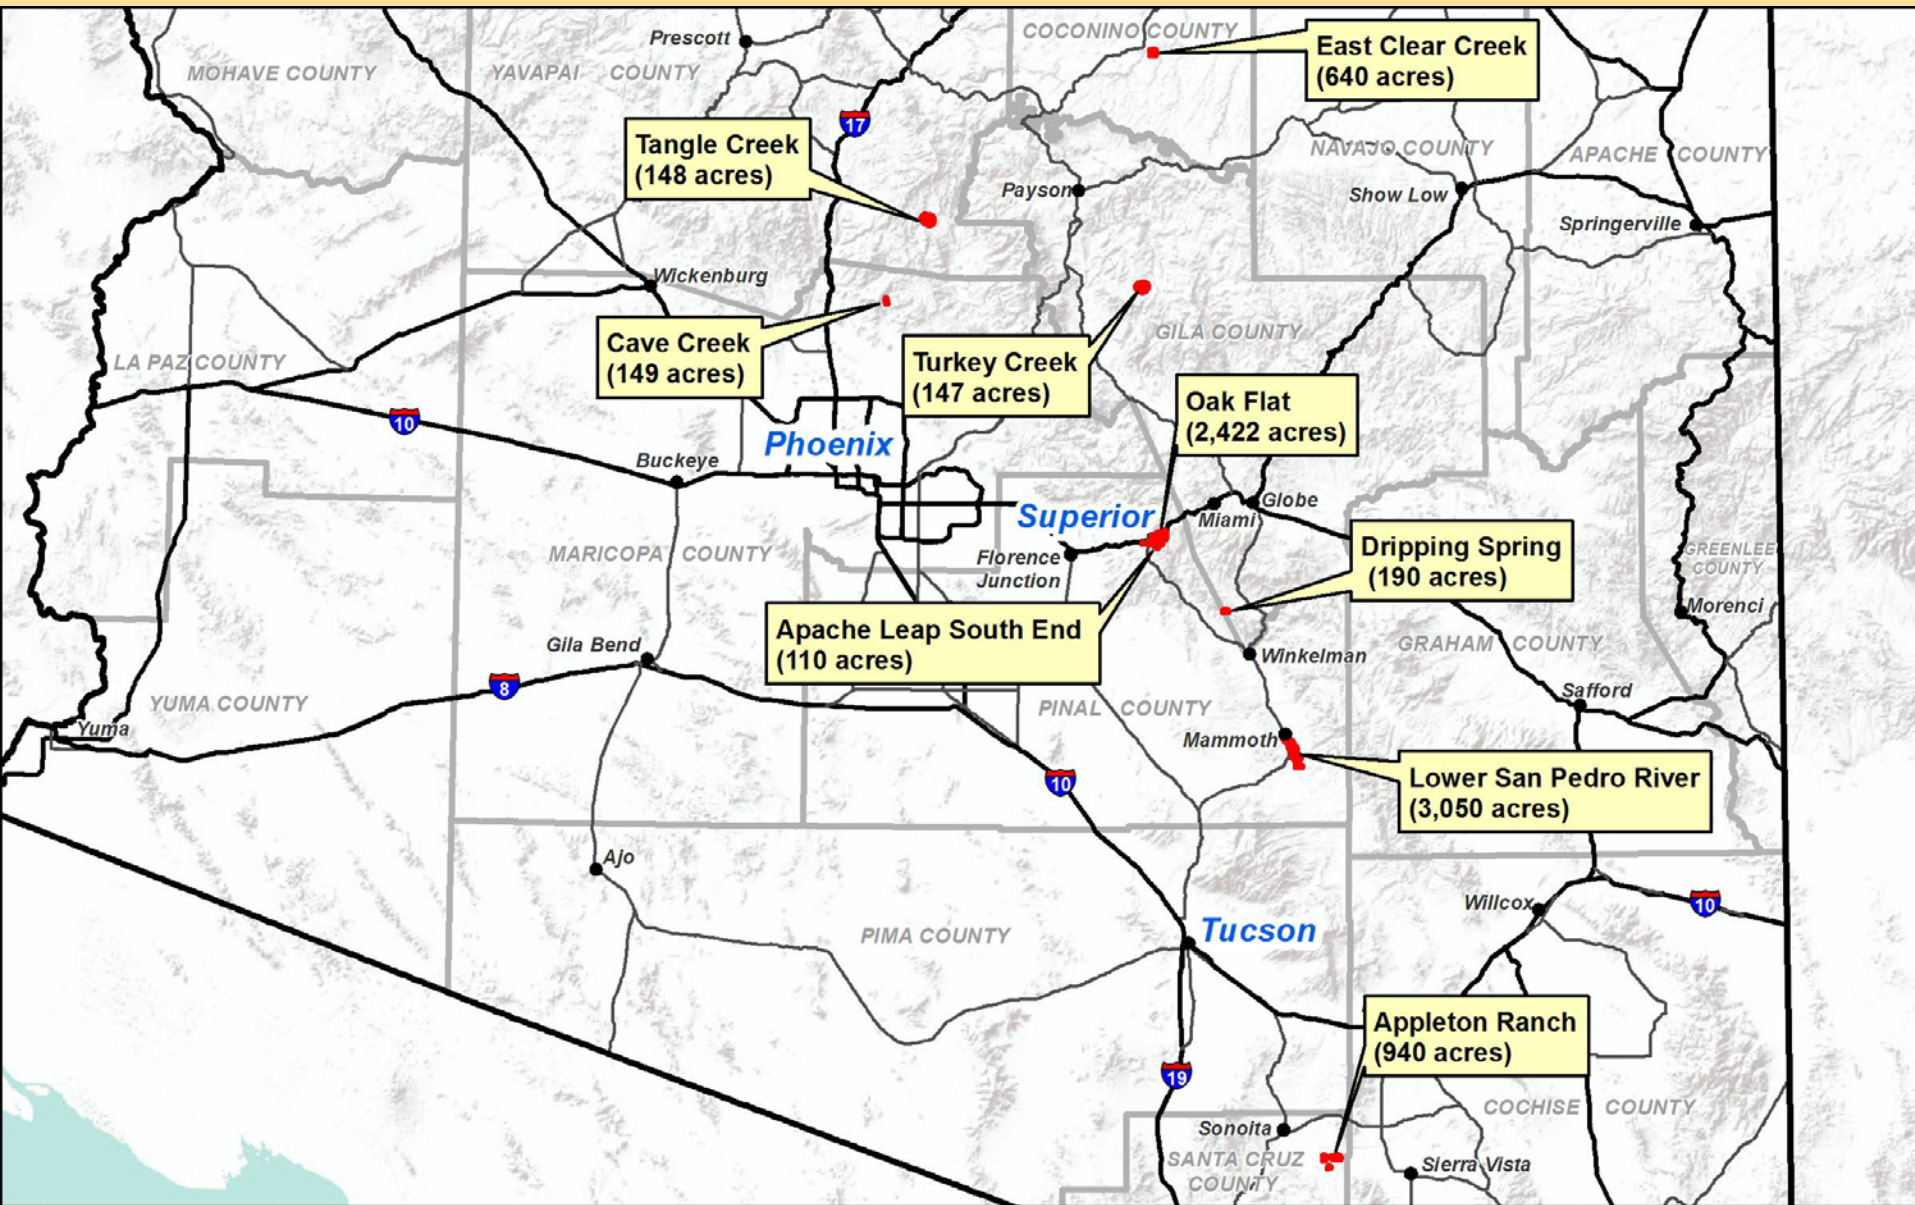 COCONINO COUNTY
Prescott
East Clear Creek
(640 acres)
MOHAVE COUNTY
YAVAPAI COUNTY
17
Tangle Creek
(148 acres)
NAVAJO COUNTY
APACHE COUNTY
Payson
Show Low
Springerville
Wickenburg
Cave Creek
(149 acres)
GILA COUNTY
LA PAZ COUNTY
Turkey Creek
(147 acres)
Oak Flat
(2,422 acres)
10
Phoenix
Buckeye
Globe
Superior
Miami
MARICOPA COUNTY
Florence
Junction
Dripping Spring
(190 acres)
GREENLEE
COUNTY
Morenci
Apache Leap South End
(110 acres)
Gila Bend
Winkelman
GRAHAM COUNTY
8
Safford
YUMA COUNTY
PINAL COUNTY
Yuma
Mammoth
10
Lower San Pedro River
(3,050 acres)
Ajo
Willcox
10
PIMA COUNTY
Tucson
Appleton Ranch
(940 acres)
19
COCHISE COUNTY
Sonoita
SANTA CRUZ
COUNTY
Sierra Vista